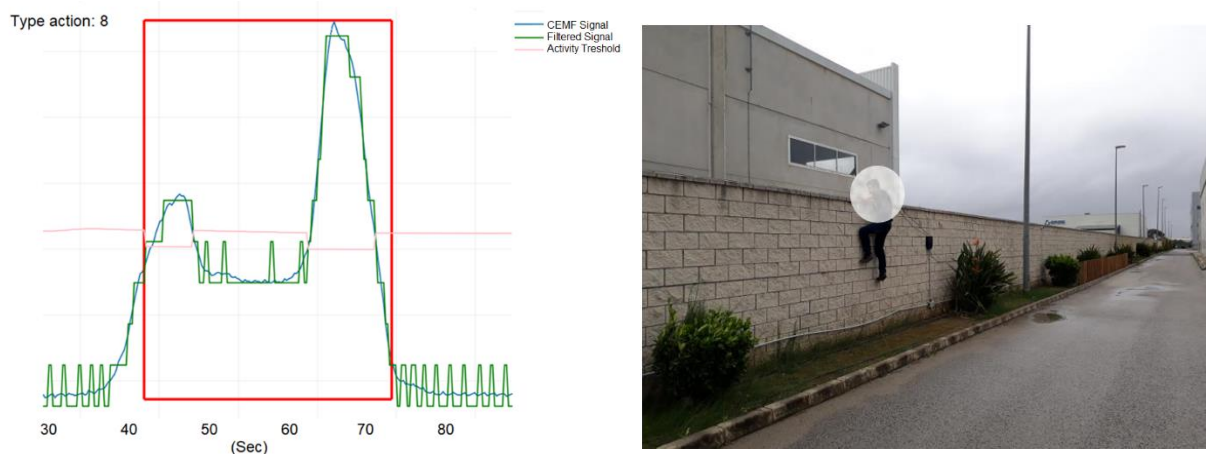 Type action: 8
CEMF Signal
Filtered Signal
Activity Treshold
30 40 50 60 70 80
(Sec)